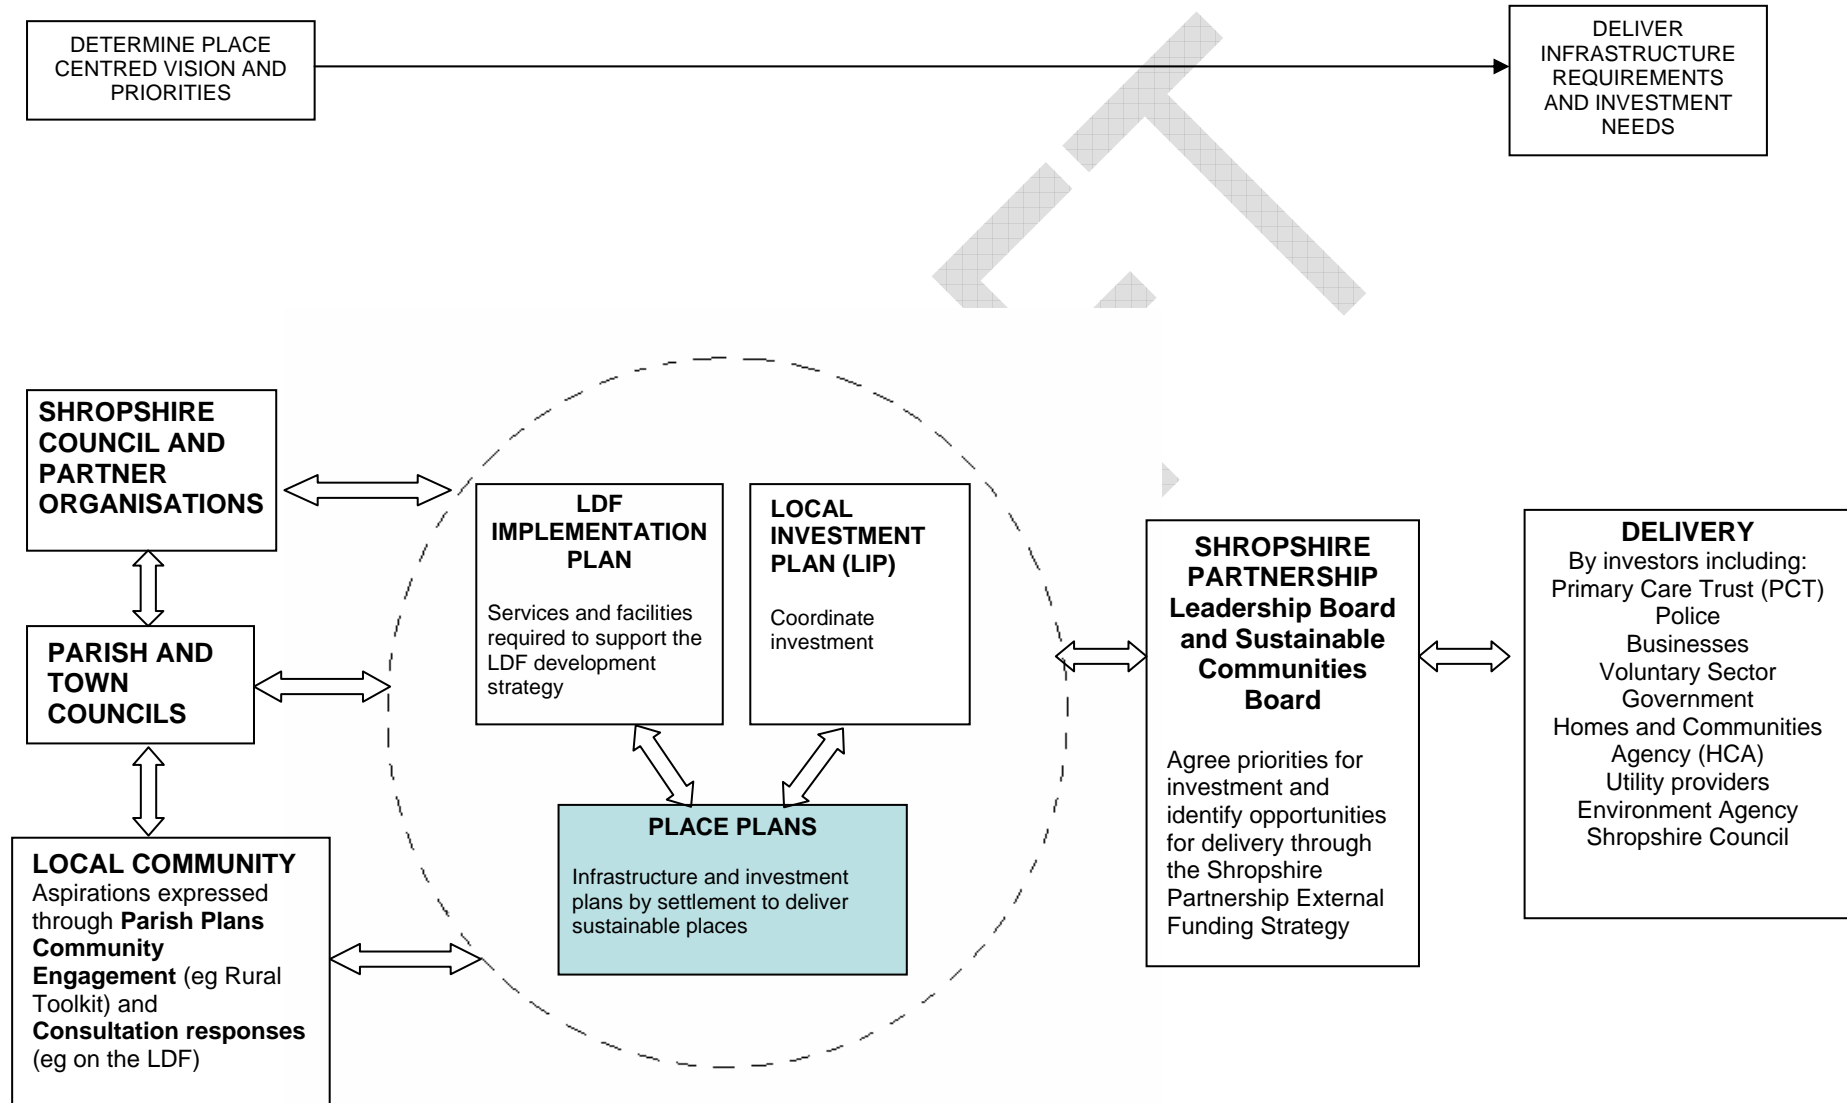 DETERMINE PLACE
CENTRED VISION AND
PRIORITIES
DELIVER
INFRASTRUCTURE
REQUIREMENTS
AND INVESTMENT
NEEDS
SHROPSHIRE
COUNCIL AND
PARTNER
ORGANISATIONS
PARISH AND
TOWN
COUNCILS
LOCAL COMMUNITY
Aspirations expressed
through Parish Plans
Community
Engagement (eg Rural
Toolkit) and
Consultation responses
(eg on the LDF)
LDF
IMPLEMENTATION
PLAN
Services and facilities
required to support the
LDF development
strategy
LOCAL
INVESTMENT
PLAN (LIP)
Coordinate
investment
PLACE PLANS
Infrastructure and investment
plans by settlement to deliver
sustainable places
SHROPSHIRE
PARTNERSHIP
Leadership Board
and Sustainable
Communities
Board
Agree priorities for
investment and
identify opportunities
for delivery through
the Shropshire
Partnership External
Funding Strategy
DELIVERY
By investors including:
Primary Care Trust (PCT)
Police
Businesses
Voluntary Sector
Government
Homes and Communities
Agency (HCA)
Utility providers
Environment Agency
Shropshire Council